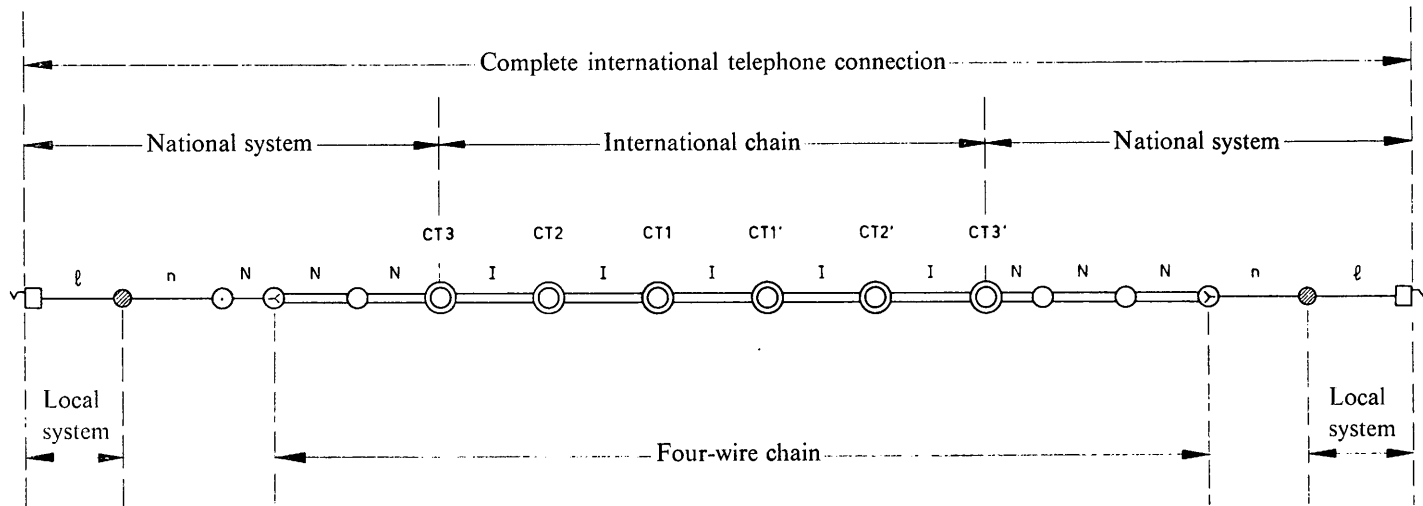 Complete international telephone connection
National system International chain National system
CT3 CT2 CT1 CT1' CT2' CT3'
ℓ n N N N I I I I I N N N n ℓ
Local system Local system
Four-wire chain